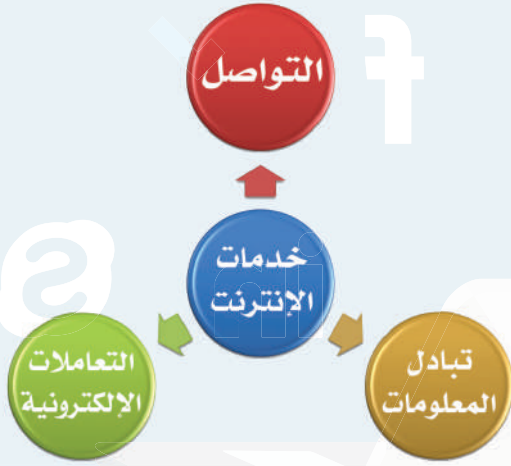 التواصل
خدمات
الإنترنت
تبادل
المعلومات
التعاملات
الإلكترونية